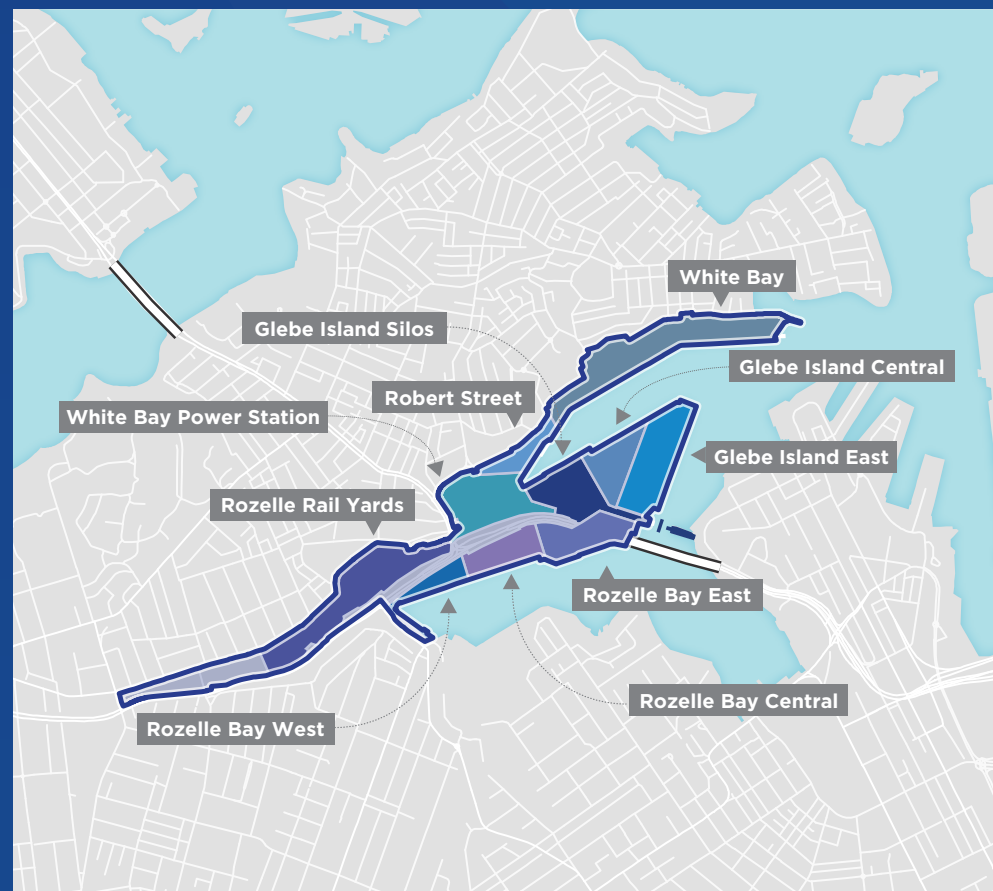 White Bay
Glebe Island Silos
Glebe Island Central
Robert Street
White Bay Power Station
Glebe Island East
Rozelle Rail Yards
Rozelle Bay East
Rozelle Bay Central
Rozelle Bay West